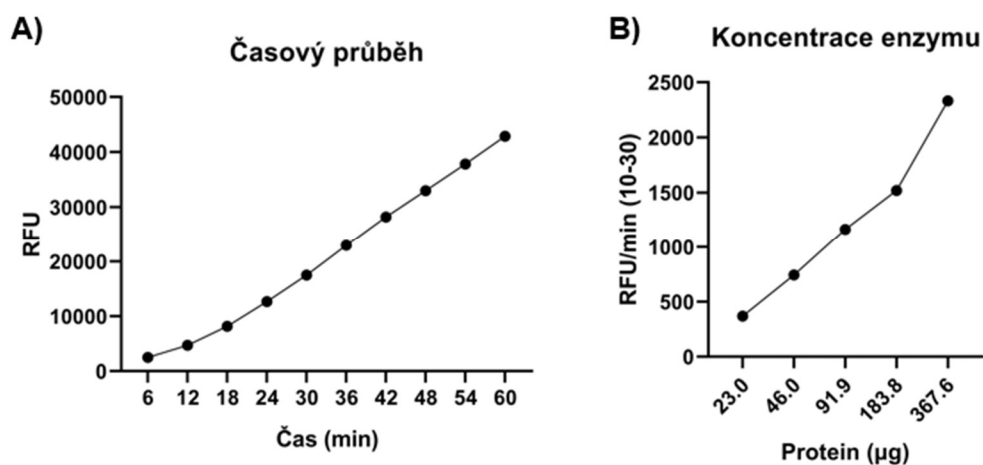 A)
Časový průběh
50000
40000
30000
20000
10000
0
RFU
6 12 18 24 30 36 42 48 54 60
Čas (min)
B)
Koncentrace enzymu
2500
2000
1500
1000
500
0
RFU/min (10-30)
23.0 46.0 91.9 183.8 367.6
Protein (µg)